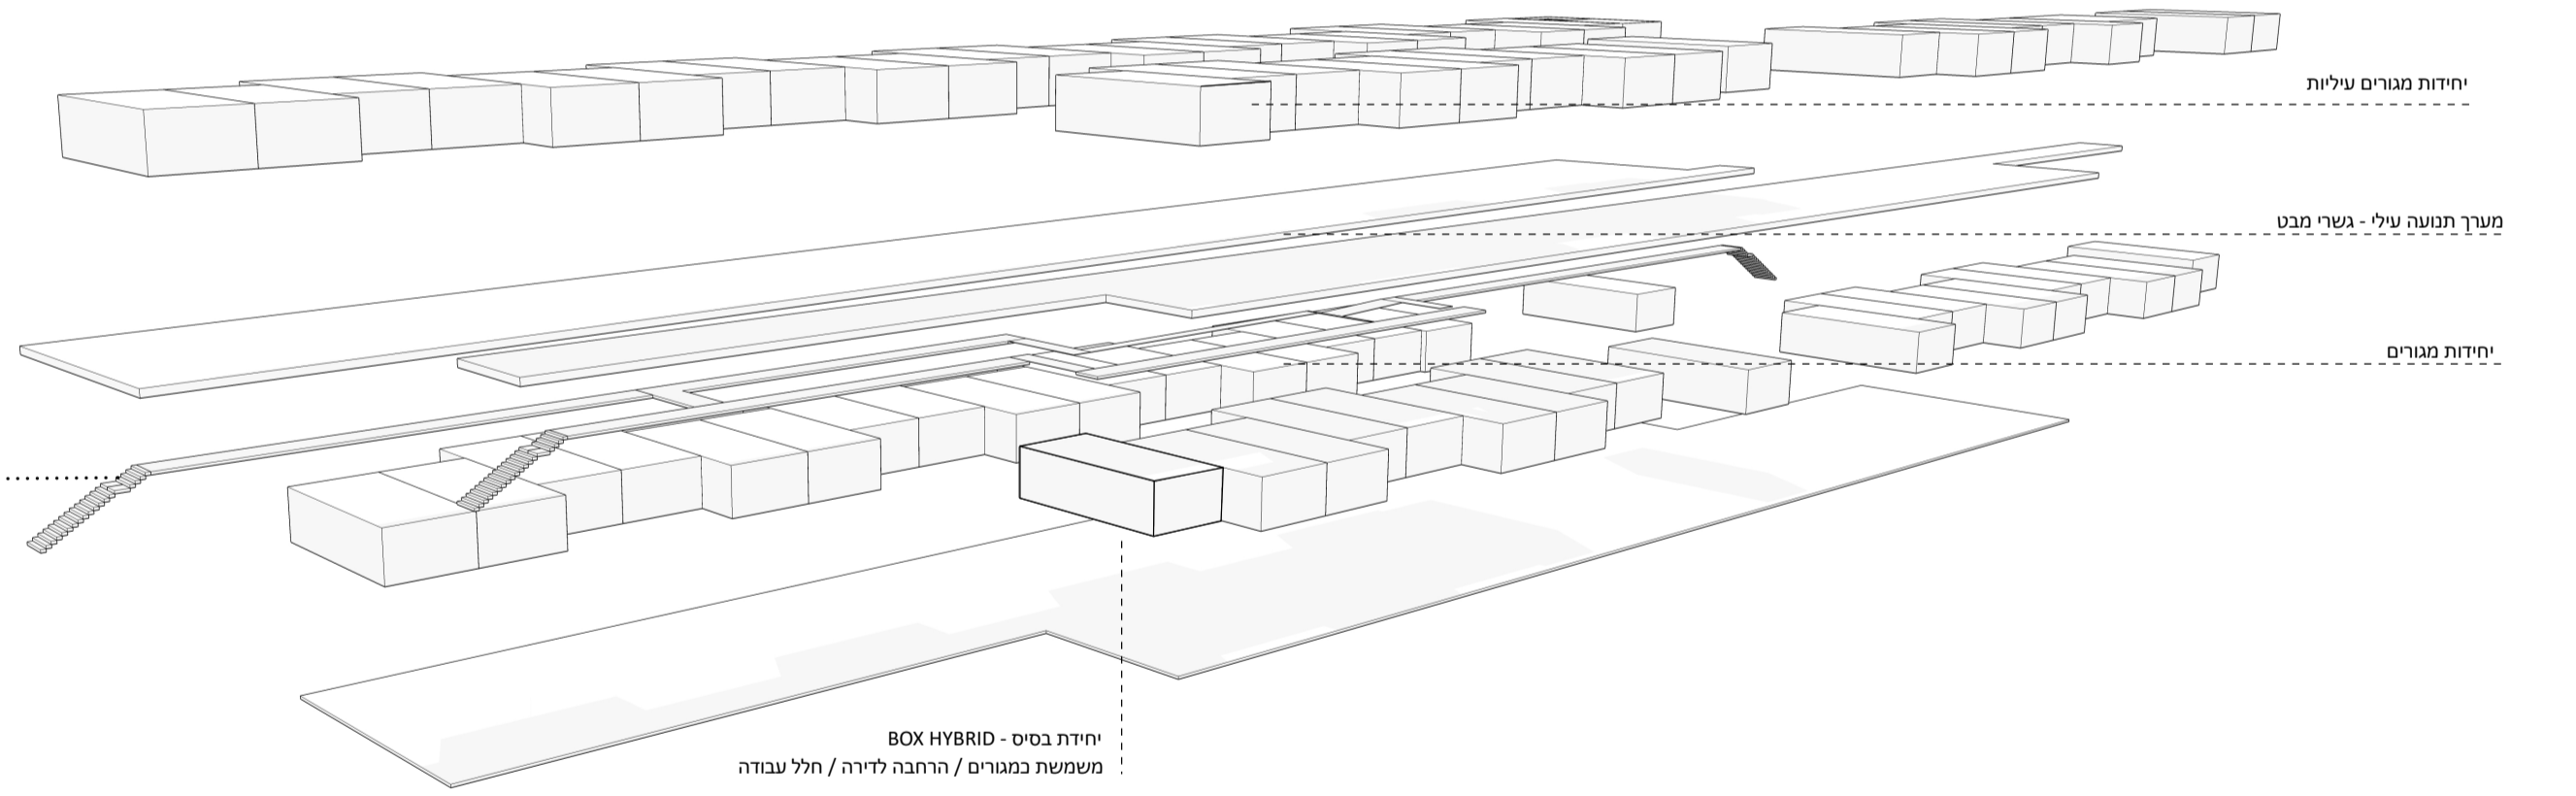 יחידות מגורים עיליות
מערך תנועה עילי - גשרי מבט
יחידות מגורים
יחידת בסיס - BOX HYBRID
משמשת כמגורים / הרחבה לדירה / חלל עבודה